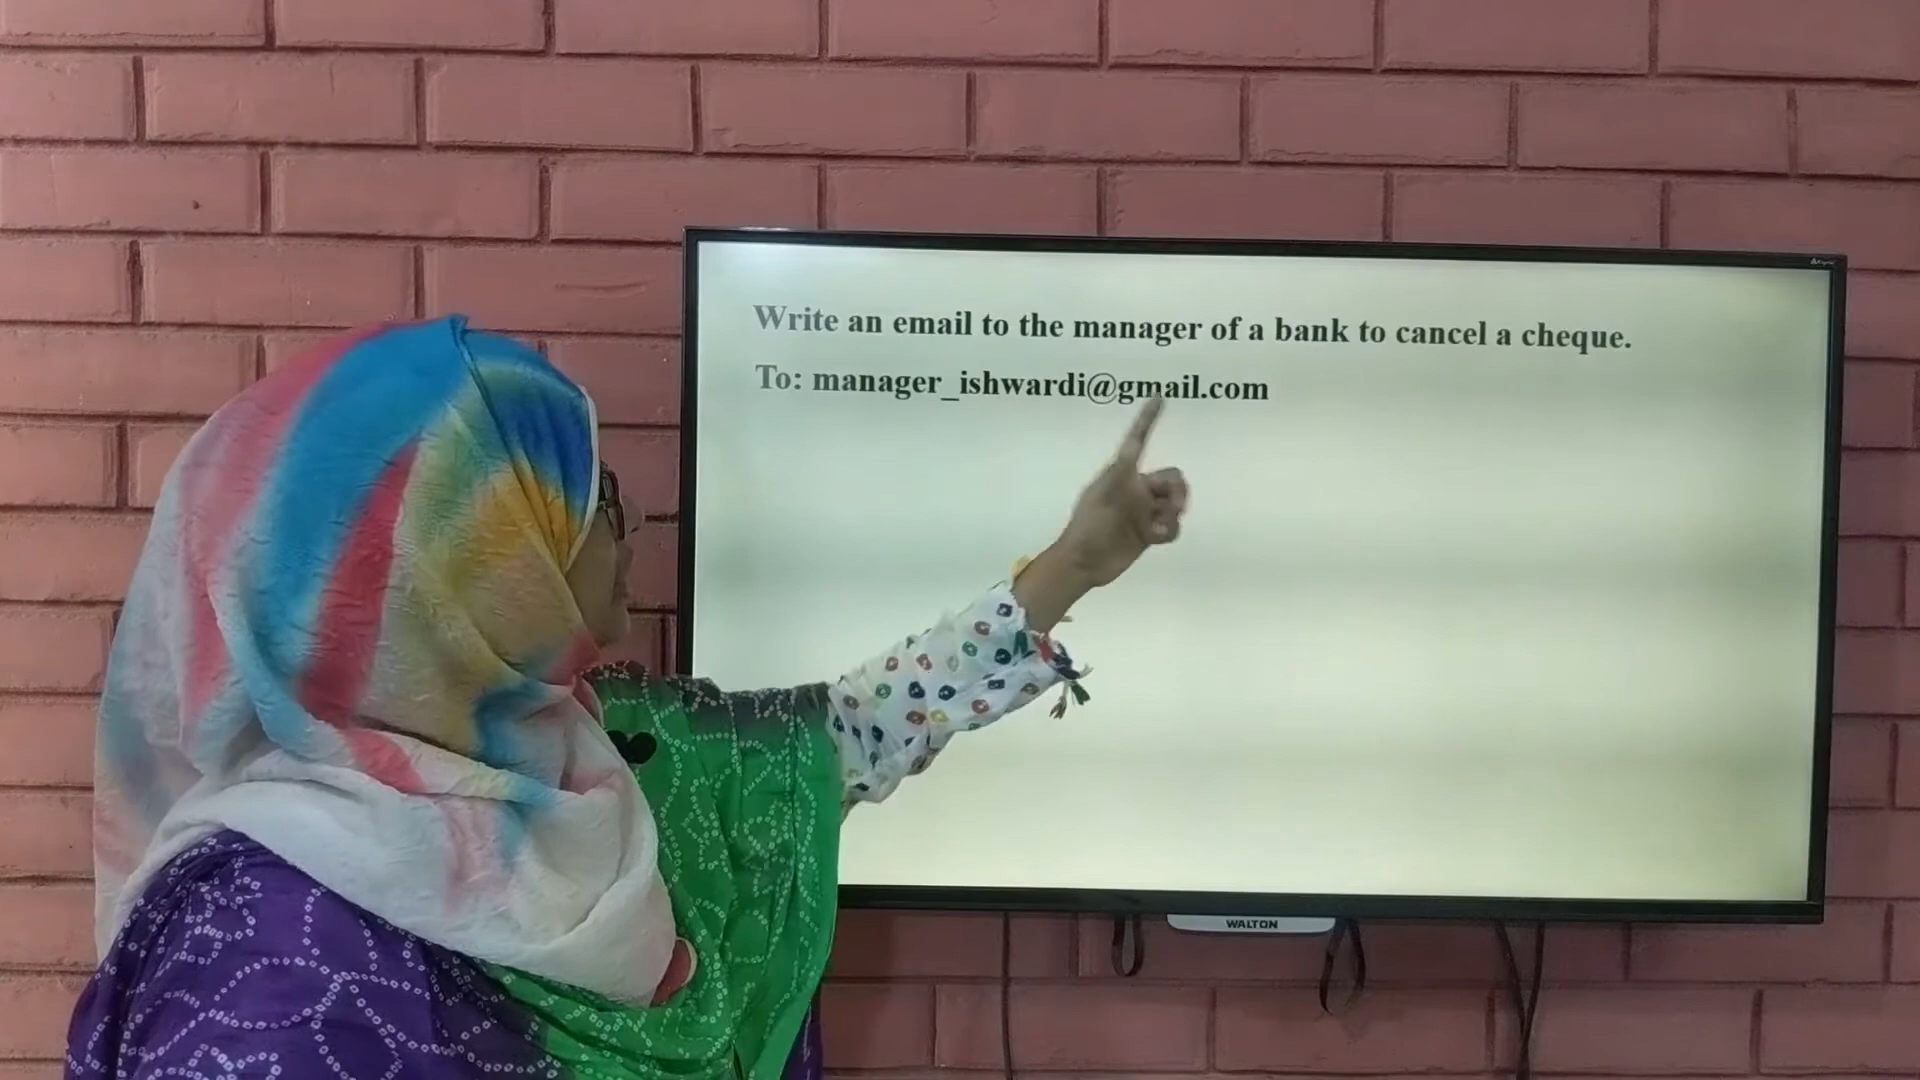 Write an email to the manager of a bank to cancel a cheque.
To: manager_ishwardi@gmail.com
WALTON